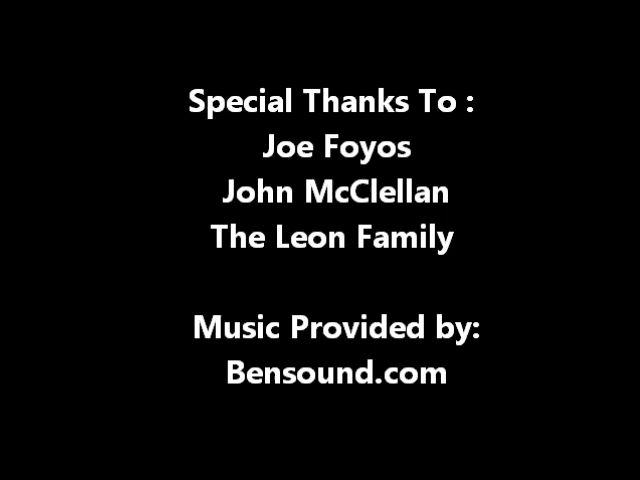 Special Thanks To :
Joe Foyos
John McClellan
The Leon Family
Music Provided by:
Bensound.com